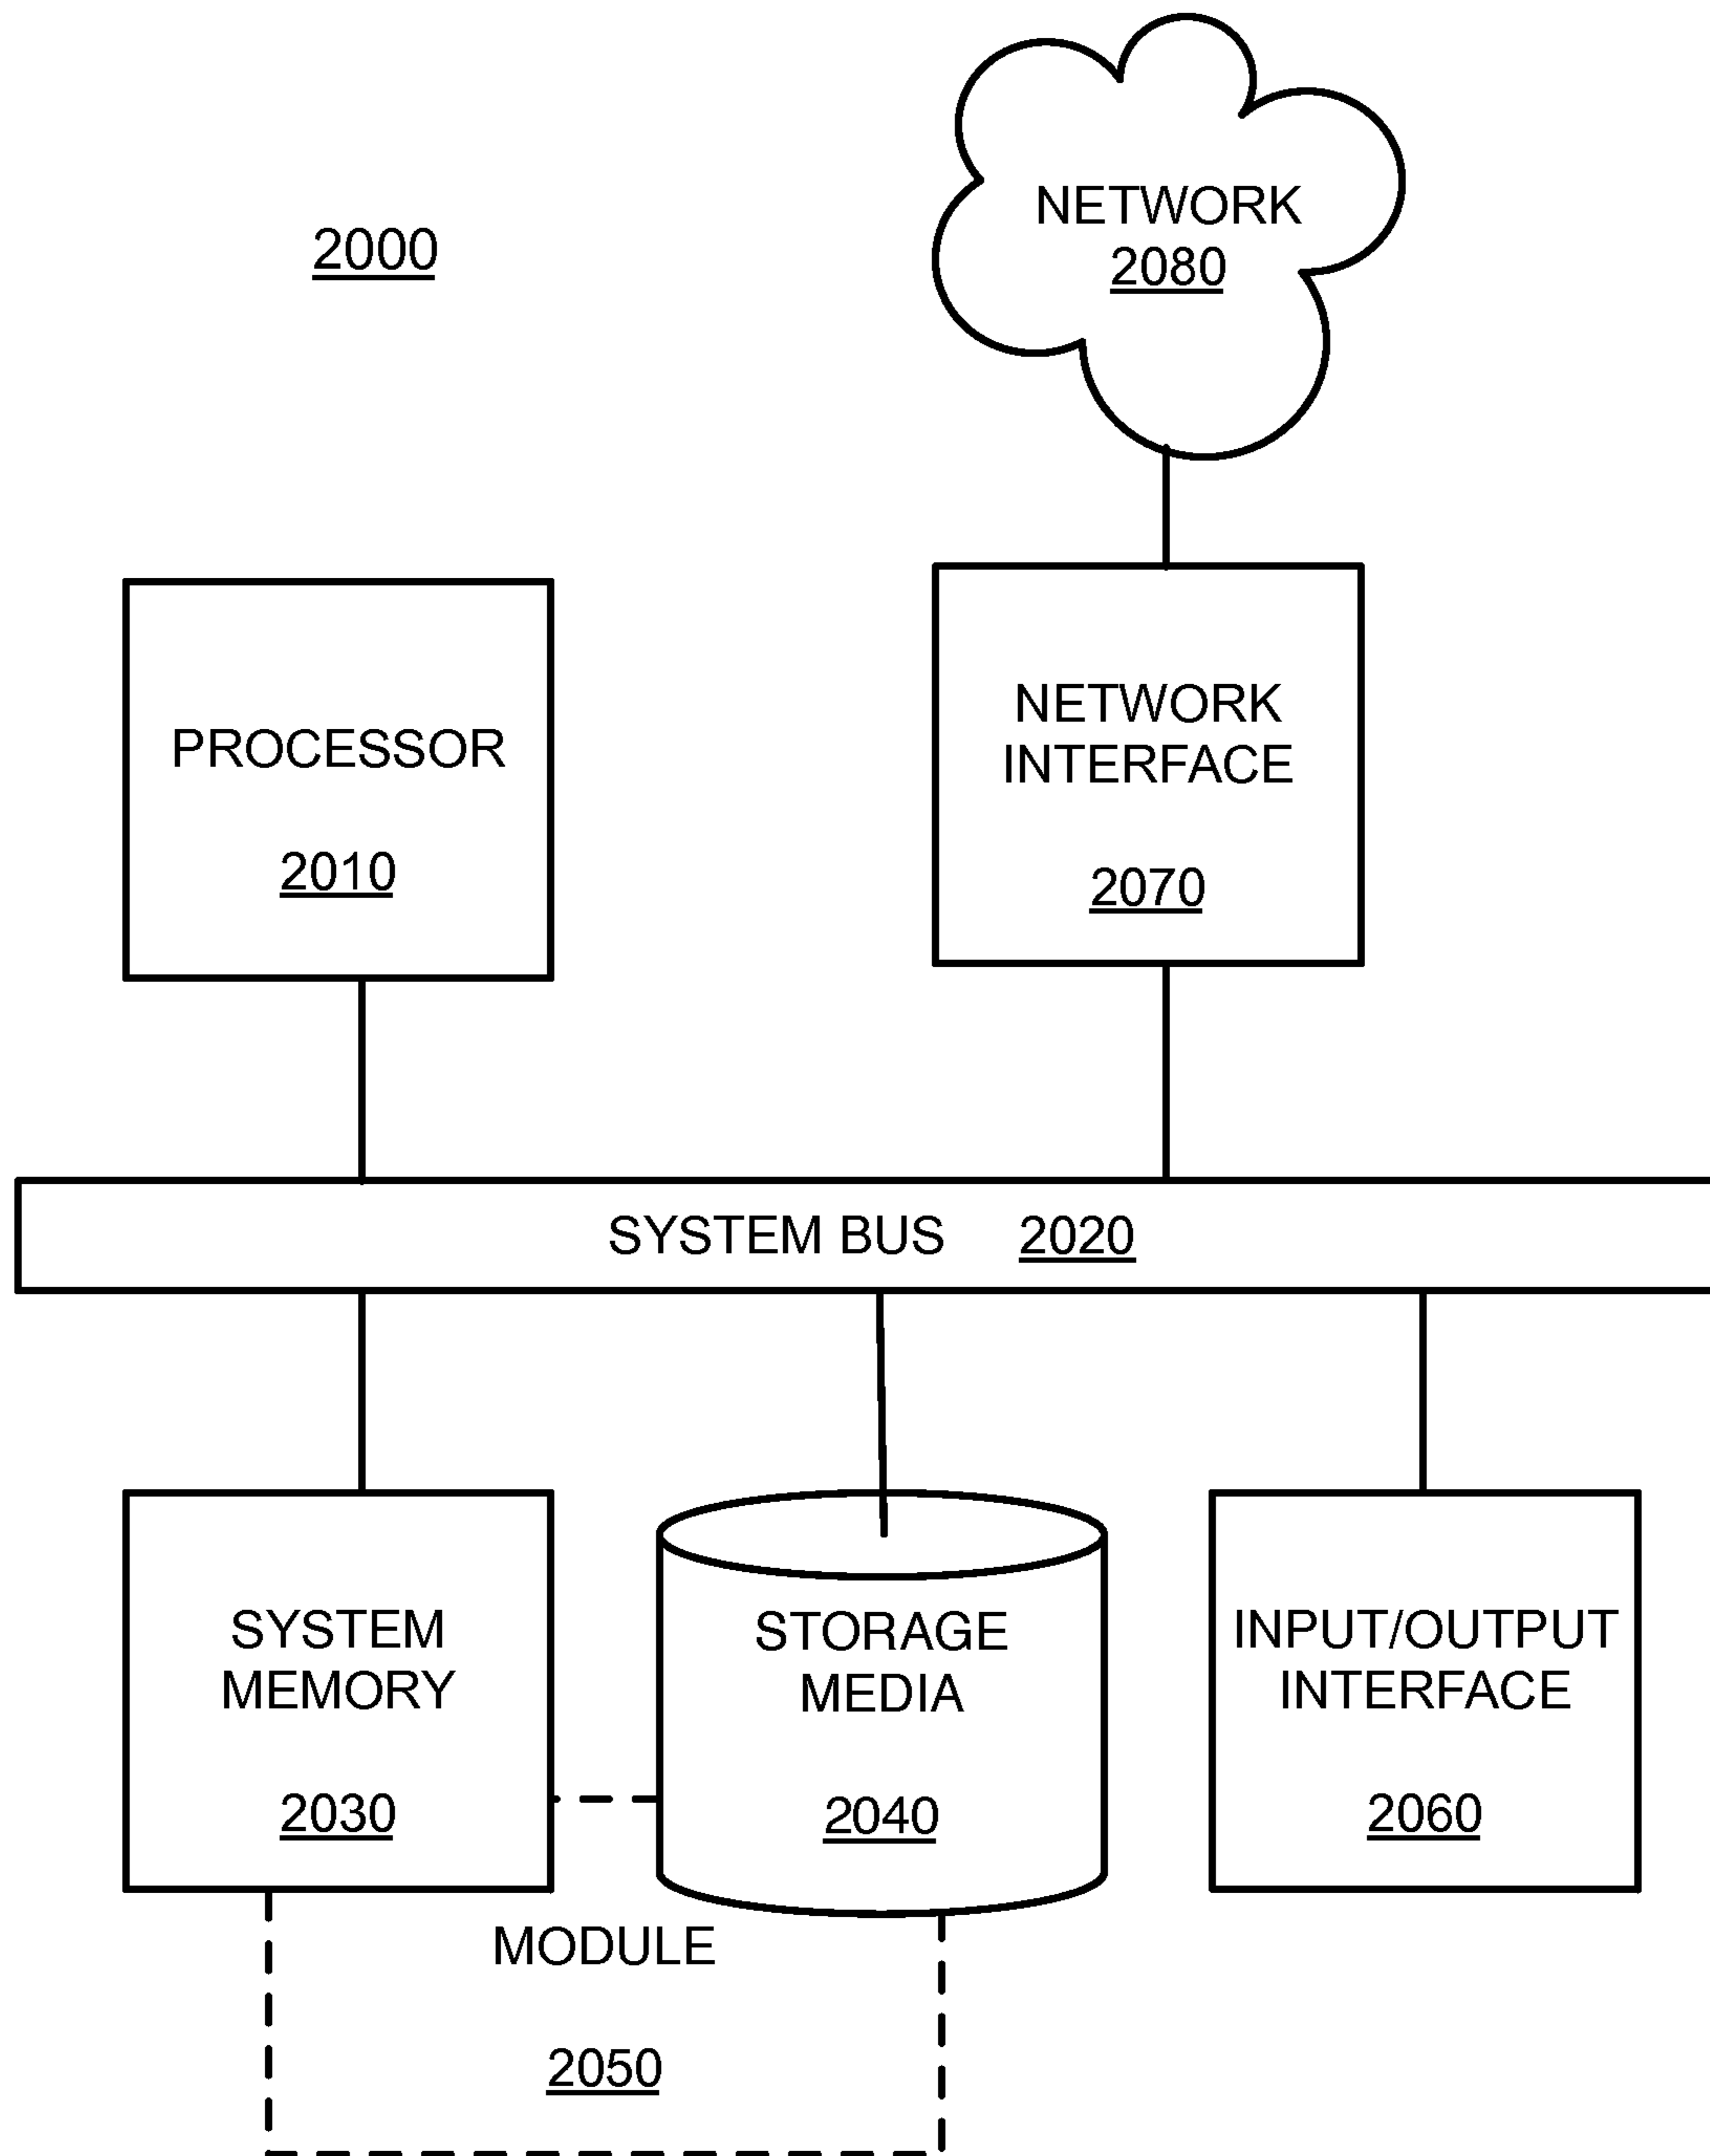 NETWORK
2080
2000
PROCESSOR
2010
NETWORK
INTERFACE
2070
SYSTEM BUS 2020
SYSTEM
MEMORY
2030
STORAGE
MEDIA
2040
INPUT/OUTPUT
INTERFACE
2060
MODULE
2050